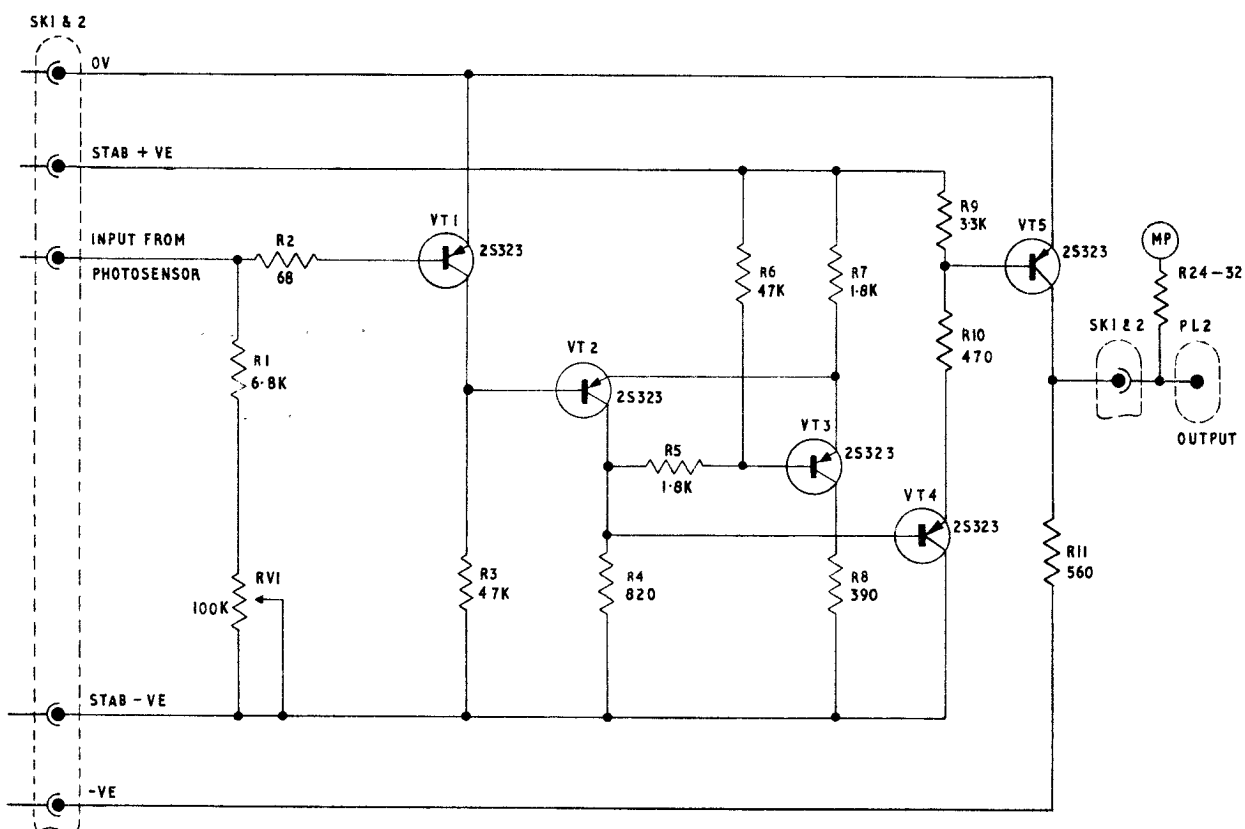 SK1 & 2
0V
STAB + VE
INPUT FROM
PHOTOSENSOR
R2
68
VT1
2S323
R1
6·8K
RV1
100K
R3
47K
VT2
2S323
R5
1·8K
R4
820
R6
47K
R7
1·8K
VT3
2S323
R8
390
R9
3·3K
R10
470
VT4
2S323
VT5
2S323
MP
R24-32
SK1 & 2
PL2
OUTPUT
R11
560
STAB - VE
-VE